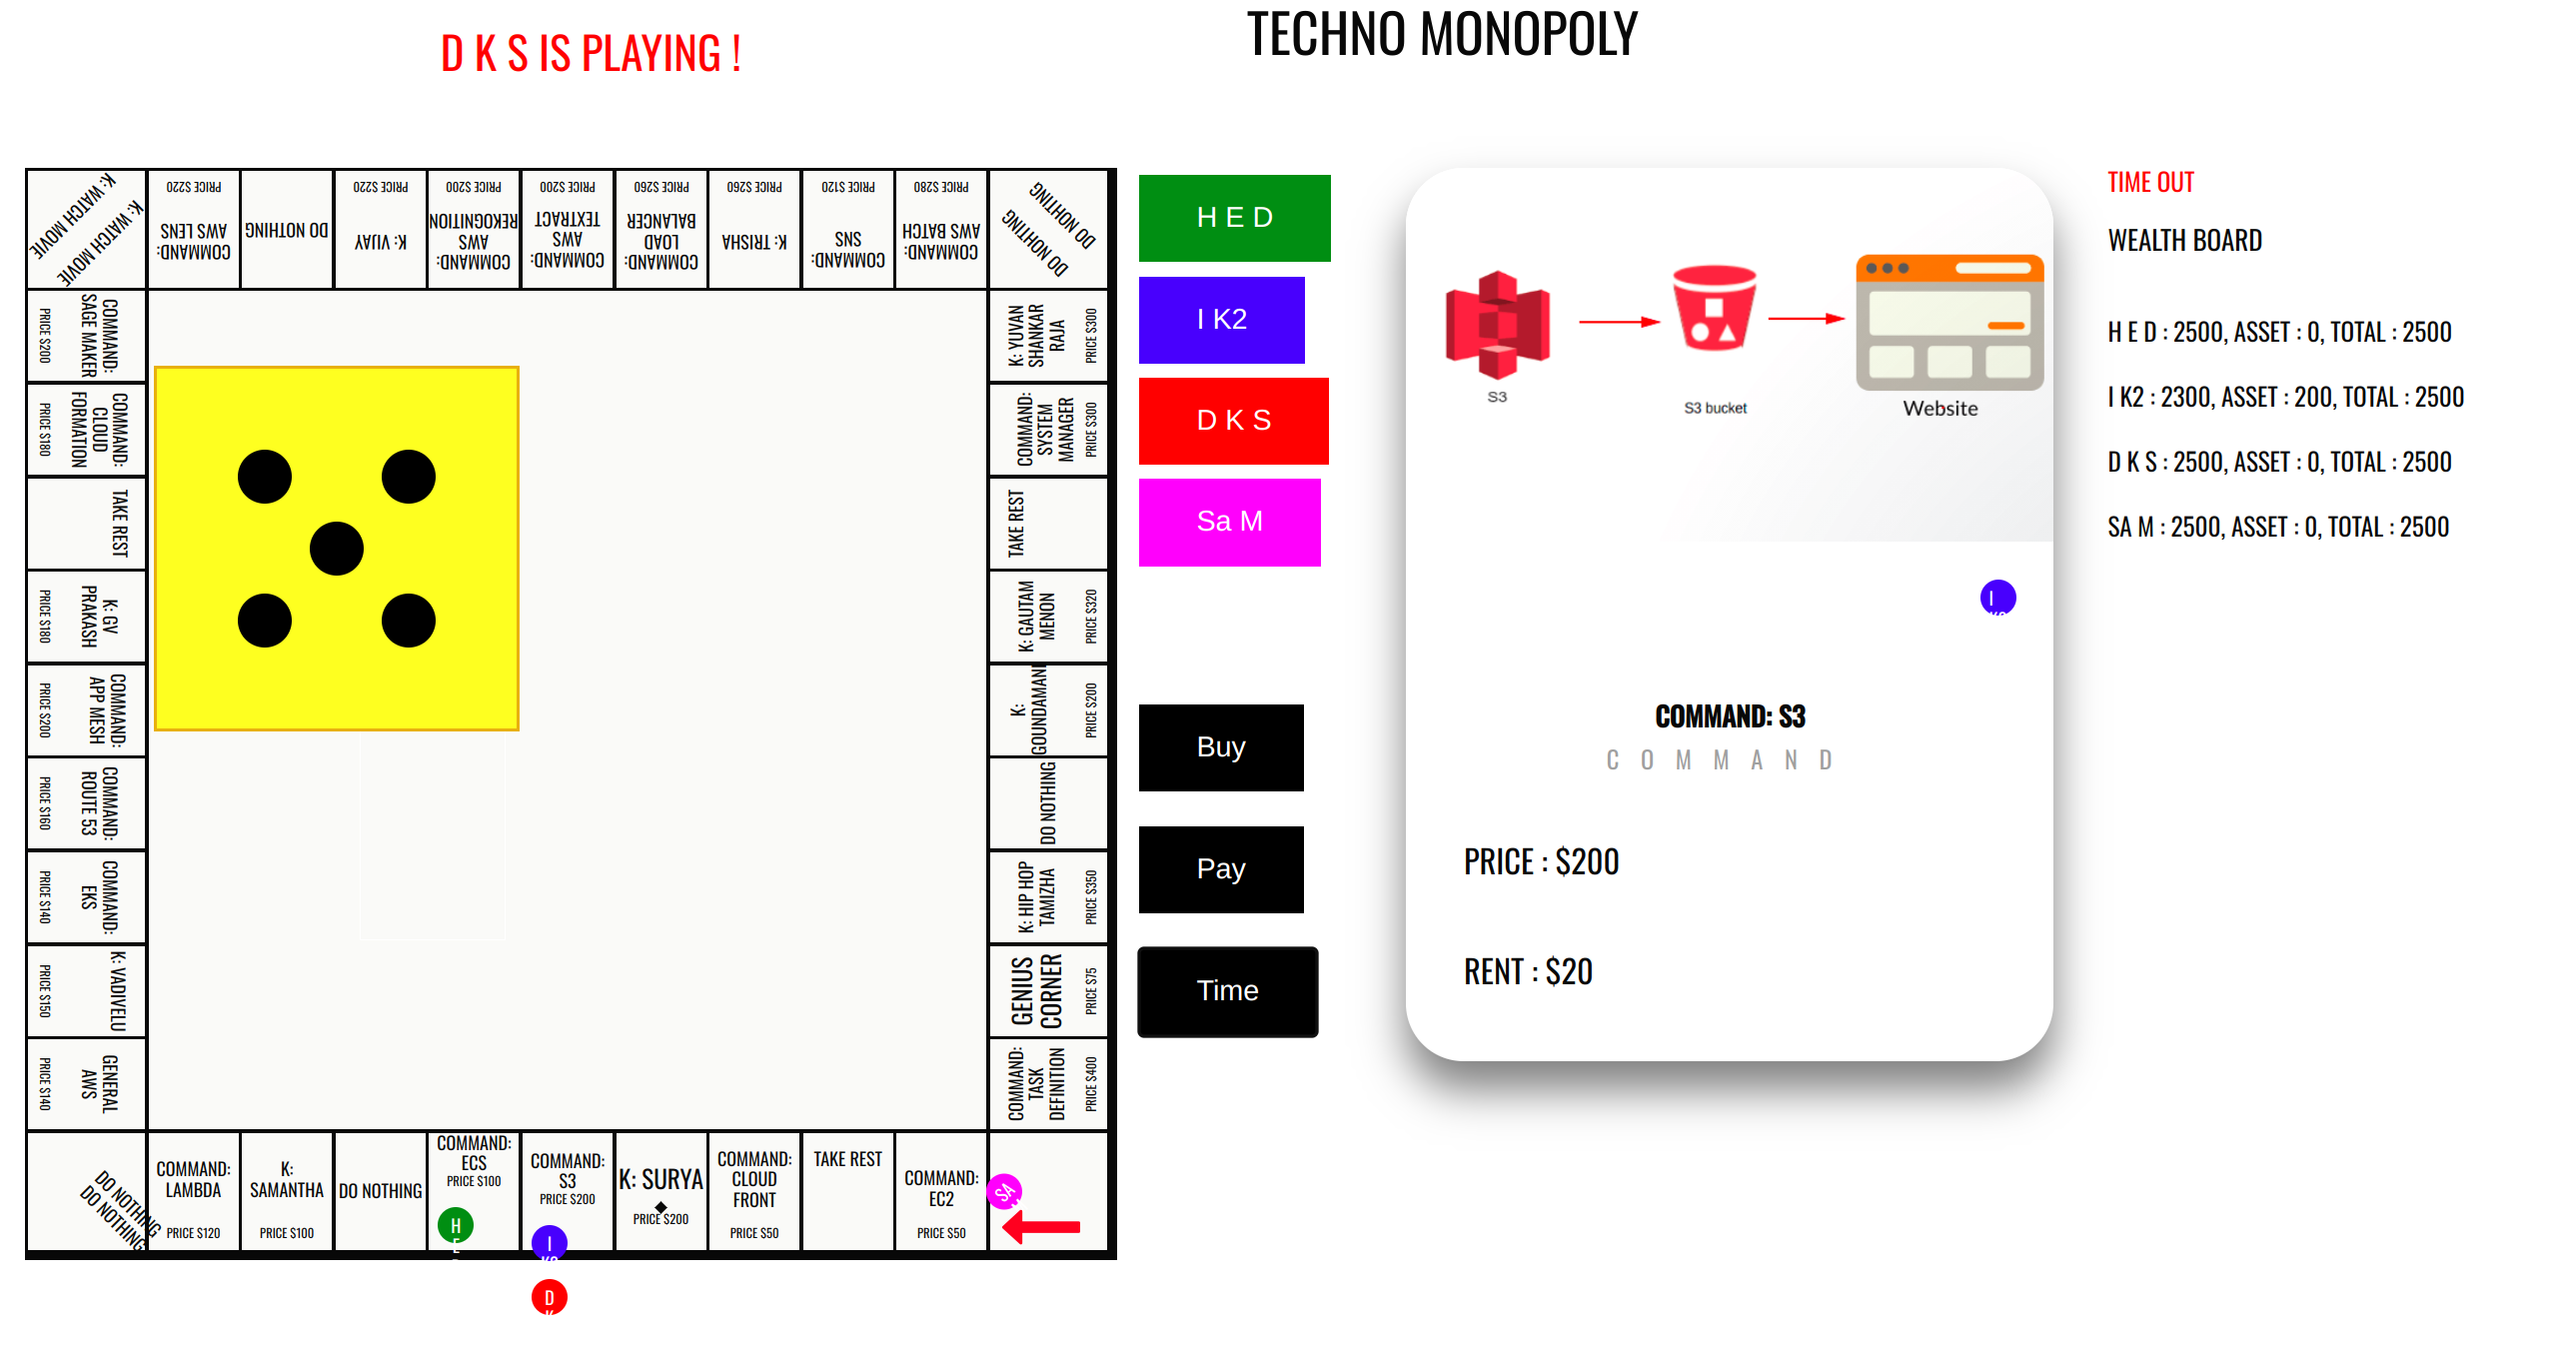 D K S IS PLAYING !
TECHNO MONOPOLY
K: WATCH MOVIE
K: WATCH MOVIE
COMMAND:
AWS LENS
PRICE $220
DO NOTHING
K: VIJAY
PRICE $220
COMMAND:
AWS
REKOGNITION
PRICE $200
COMMAND:
AWS
TEXTRACT
PRICE $200
COMMAND:
LOAD
BALANCER
PRICE $260
K: TRISHA
PRICE $260
COMMAND:
SNS
PRICE $120
COMMAND:
AWS BATCH
PRICE $280
DO NOHTING
DO NOHTING
COMMAND:
SAGE MAKER
PRICE $200
COMMAND:
CLOUD
FORMATION
PRICE $180
TAKE REST
K: GV
PRAKASH
PRICE $180
COMMAND:
APP MESH
PRICE $200
COMMAND:
ROUTE 53
PRICE $160
COMMAND:
EKS
PRICE $140
K: VADIVELU
PRICE $150
GENERAL
AWS
PRICE $140
K: YUVAN
SHANKAR
RAJA
PRICE $300
COMMAND:
SYSTEM
MANAGER
PRICE $300
TAKE REST
K: GAUTAM
MENON
PRICE $320
K:
GOUNDAMANI
PRICE $200
DO NOTHING
K: HIP HOP
TAMIZHA
PRICE $350
GENIUS
CORNER
PRICE $75
COMMAND:
TASK
DEFINITION
PRICE $400
DO NOTHING
DO NOTHING
COMMAND:
LAMBDA
PRICE $120
K:
SAMANTHA
PRICE $100
DO NOTHING
COMMAND:
ECS
PRICE $100
H
E
COMMAND:
S3
PRICE $200
I
K: SURYA
PRICE $200
COMMAND:
CLOUD
FRONT
PRICE $50
TAKE REST
COMMAND:
EC2
PRICE $50
SA
D
H E D
I K2
D K S
Sa M
Buy
Pay
Time
S3
S3 bucket
Website
I
COMMAND: S3
COMMAND
PRICE : $200
RENT : $20
TIME OUT
WEALTH BOARD
H E D : 2500, ASSET : 0, TOTAL : 2500
I K2 : 2300, ASSET : 200, TOTAL : 2500
D K S : 2500, ASSET : 0, TOTAL : 2500
SA M : 2500, ASSET : 0, TOTAL : 2500